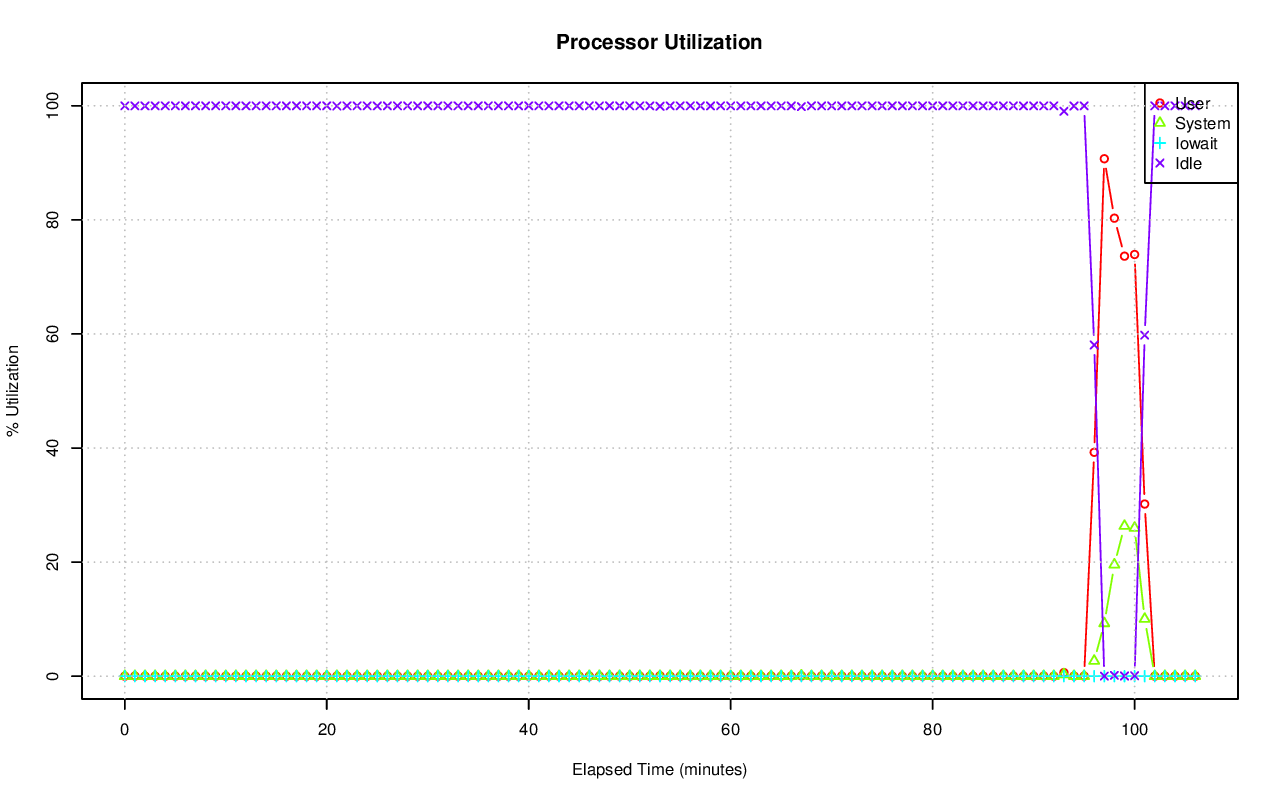 Processor Utilization
100
80
60
40
20
0
% Utilization
User
System
Iowait
Idle
0 20 40 60 80 100
Elapsed Time (minutes)